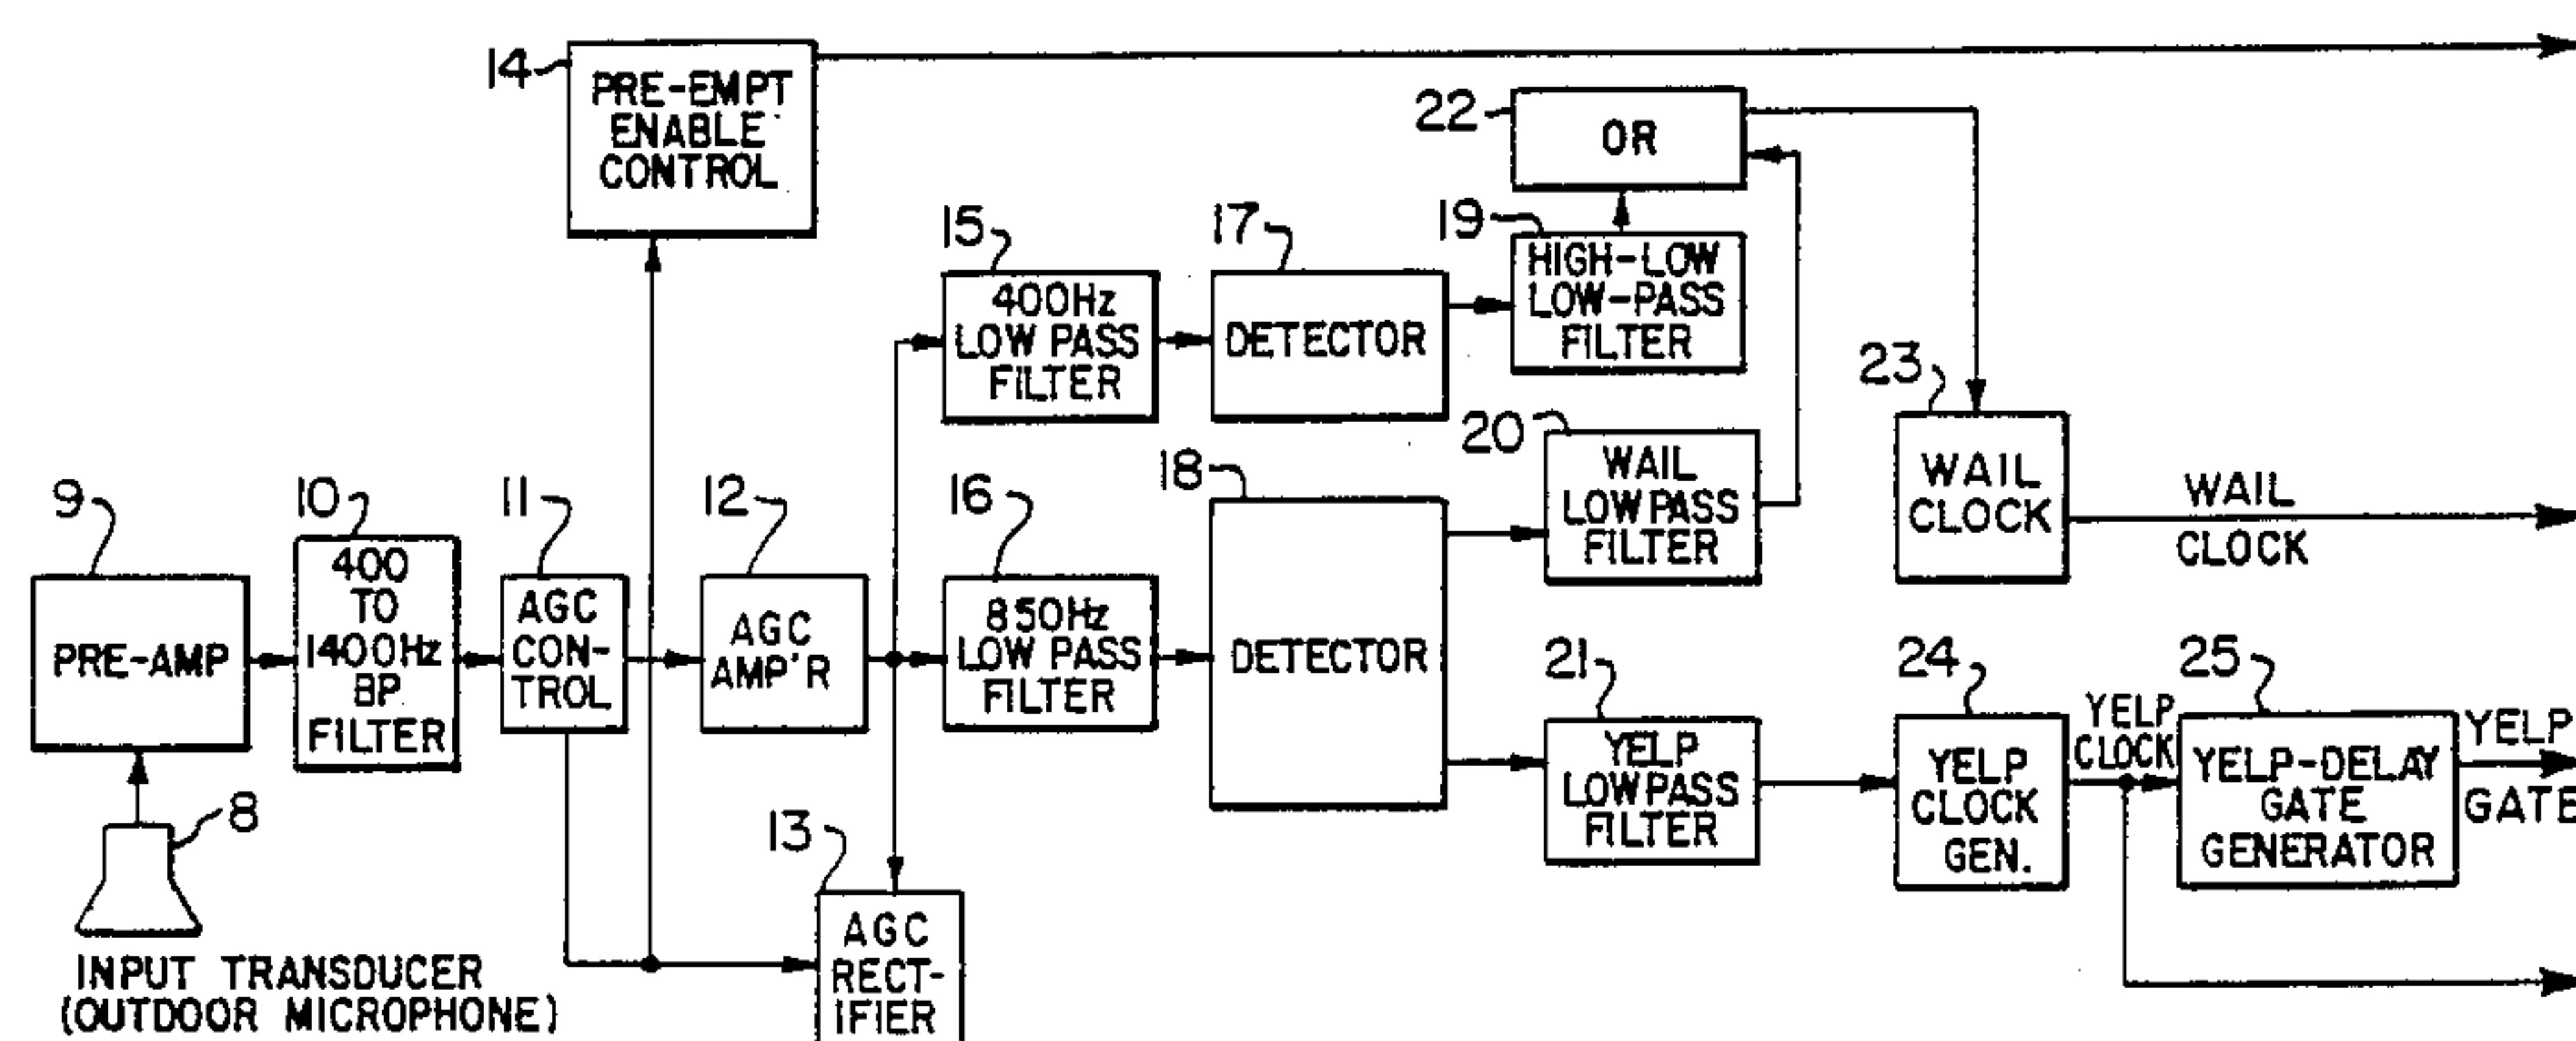 14
PRE-EMPT
ENABLE
CONTROL
22
OR
15
400Hz
LOW PASS
FILTER
17
DETECTOR
19
HIGH-LOW
LOW-PASS
FILTER
23
WAIL
CLOCK
WAIL
CLOCK
20
WAIL
LOW PASS
FILTER
9
PRE-AMP
10
400
TO
1400Hz
BP
FILTER
11
AGC
CON-
TROL
12
AGC
AMP'R
16
850Hz
LOW PASS
FILTER
18
DETECTOR
21
YELP
LOW PASS
FILTER
24
YELP
CLOCK
GEN.
YELP
CLOCK
25
YELP-DELAY
GATE
GENERATOR
YELP
GATE
8
INPUT TRANSDUCER
(OUTDOOR MICROPHONE)
13
AGC
RECT-
IFIER